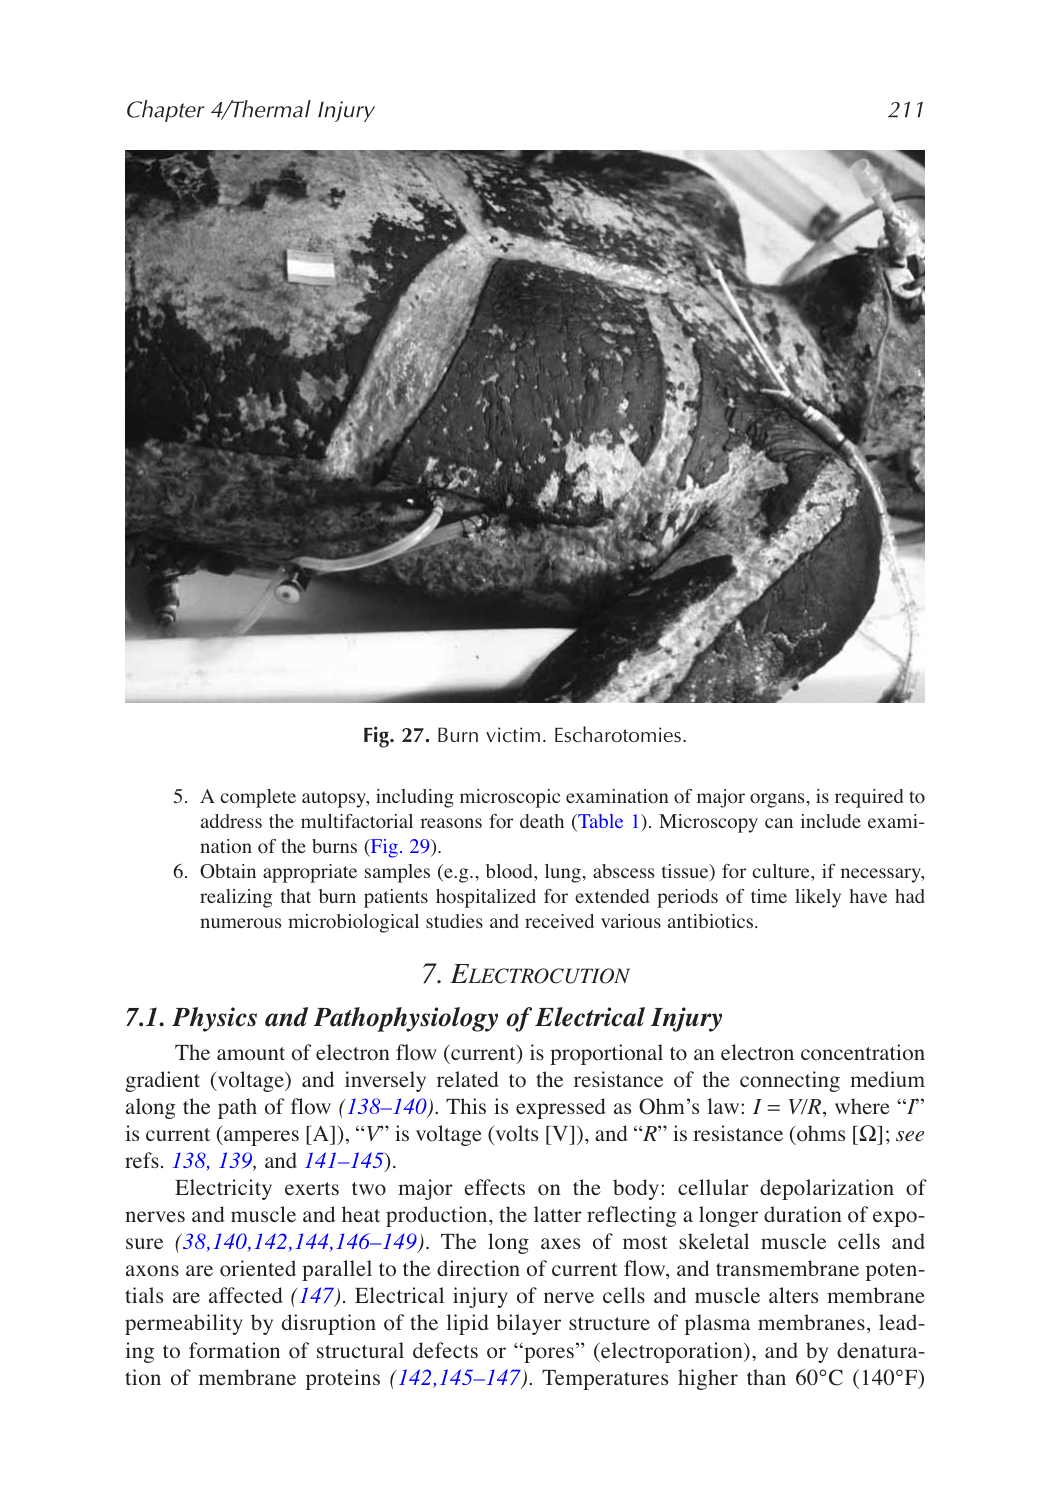 Chapter 4/Thermal Injury 211
Fig. 27. Burn victim. Escharotomies.
5. A complete autopsy, including microscopic examination of major organs, is required to
address the multifactorial reasons for death (Table 1). Microscopy can include exami-
nation of the burns (Fig. 29).
6. Obtain appropriate samples (e.g., blood, lung, abscess tissue) for culture, if necessary,
realizing that burn patients hospitalized for extended periods of time likely have had
numerous microbiological studies and received various antibiotics.
7. ELECTROCUTION
7.1. Physics and Pathophysiology of Electrical Injury
The amount of electron flow (current) is proportional to an electron concentration
gradient (voltage) and inversely related to the resistance of the connecting medium
along the path of flow (138–140). This is expressed as Ohm’s law: I = V/R, where “I”
is current (amperes [A]), “V” is voltage (volts [V]), and “R” is resistance (ohms [Ω]; see
refs. 138, 139, and 141–145).
Electricity exerts two major effects on the body: cellular depolarization of
nerves and muscle and heat production, the latter reflecting a longer duration of expo-
sure (38,140,142,144,146–149). The long axes of most skeletal muscle cells and
axons are oriented parallel to the direction of current flow, and transmembrane poten-
tials are affected (147). Electrical injury of nerve cells and muscle alters membrane
permeability by disruption of the lipid bilayer structure of plasma membranes, lead-
ing to formation of structural defects or “pores” (electroporation), and by denatura-
tion of membrane proteins (142,145–147). Temperatures higher than 60°C (140°F)